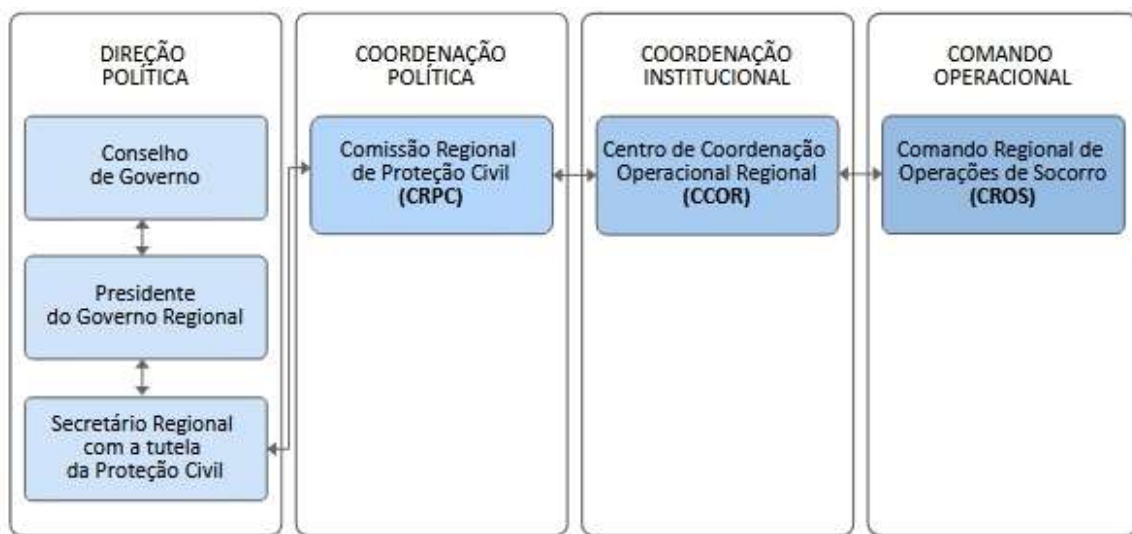 DIREÇÃO
POLÍTICA
Conselho
de Governo
Presidente
do Governo Regional
Secretário Regional
com a tutela
da Proteção Civil
COORDENAÇÃO
POLÍTICA
Comissão Regional
de Proteção Civil
(CRPC)
COORDENAÇÃO
INSTITUCIONAL
Centro de Coordenação
Operacional Regional
(CCOR)
COMANDO
OPERACIONAL
Comando Regional de
Operações de Socorro
(CROS)